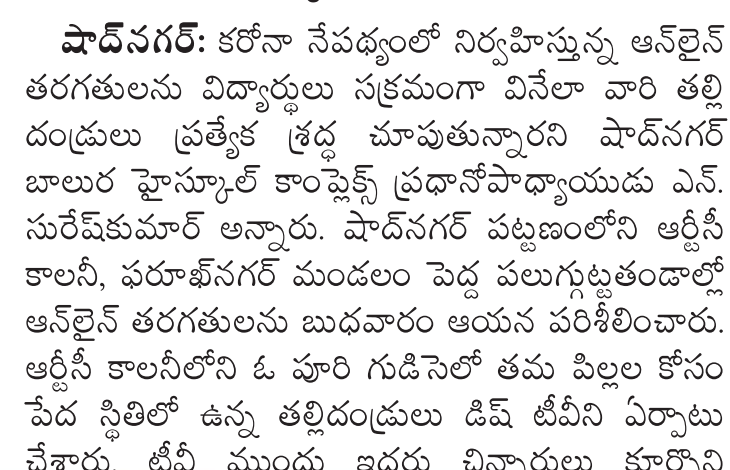 షాద్‌నగర్: కరోనా నేపథ్యంలో నిర్వహిస్తున్న ఆన్‌లైన్
తరగతులను విద్యార్థులు సక్రమంగా వినేలా వారి తల్లి
దండ్రులు ప్రత్యేక శ్రద్ధ చూపుతున్నారని షాద్‌నగర్
బాలుర హైస్కూల్ కాంప్లెక్స్ ప్రధానోపాధ్యాయుడు ఎన్.
సురేష్‌కుమార్ అన్నారు. షాద్‌నగర్ పట్టణంలోని ఆర్టీసీ
కాలనీ, ఫరూఖ్‌నగర్ మండలం పెద్ద పలుగ్గుట్టతండాల్లో
ఆన్‌లైన్ తరగతులను బుధవారం ఆయన పరిశీలించారు.
ఆర్టీసీ కాలనీలోని ఓ పూరి గుడిసెలో తమ పిల్లల కోసం
పేద స్థితిలో ఉన్న తల్లిదండ్రులు డిష్ టీవీని ఏర్పాటు
చేశారు. టీవీ ముందు ఇద్దరు చిన్నారులు కూర్చొని